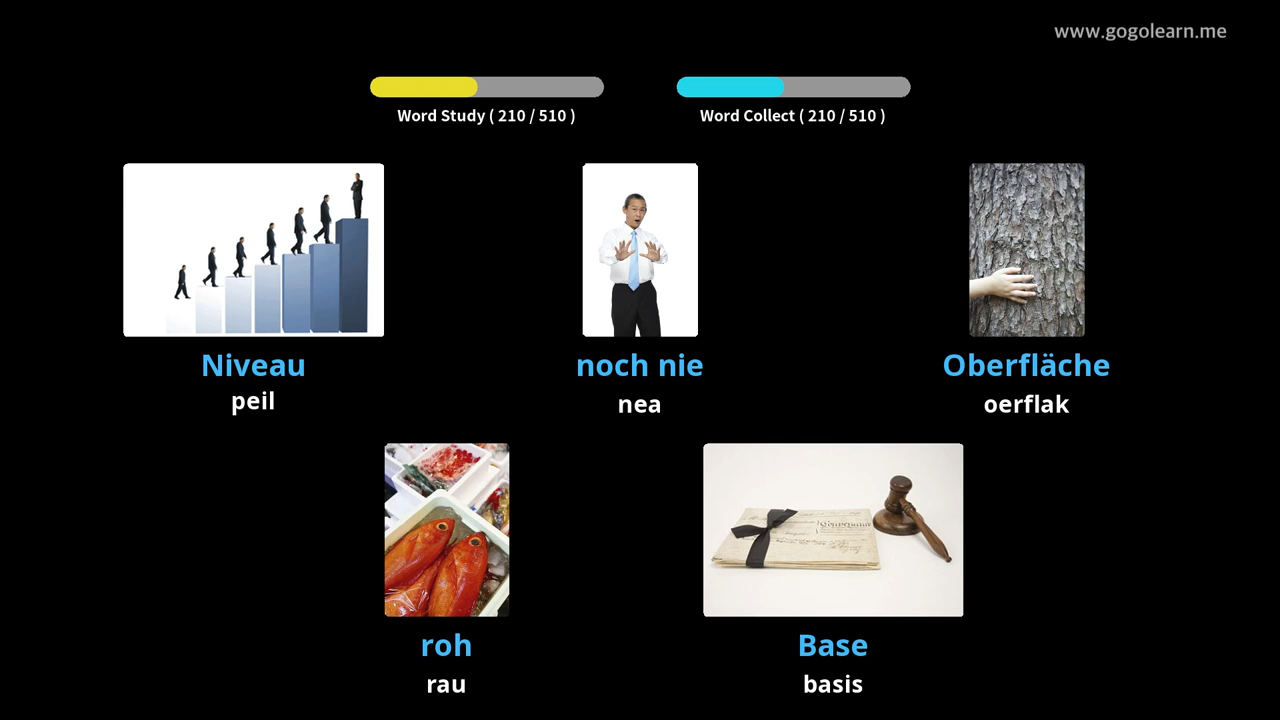 www.gogolearn.me
Word Study ( 210 / 510 )
Word Collect ( 210 / 510 )
Niveau
peil
noch nie
nea
Oberfläche
oerflak
roh
rau
Base
basis